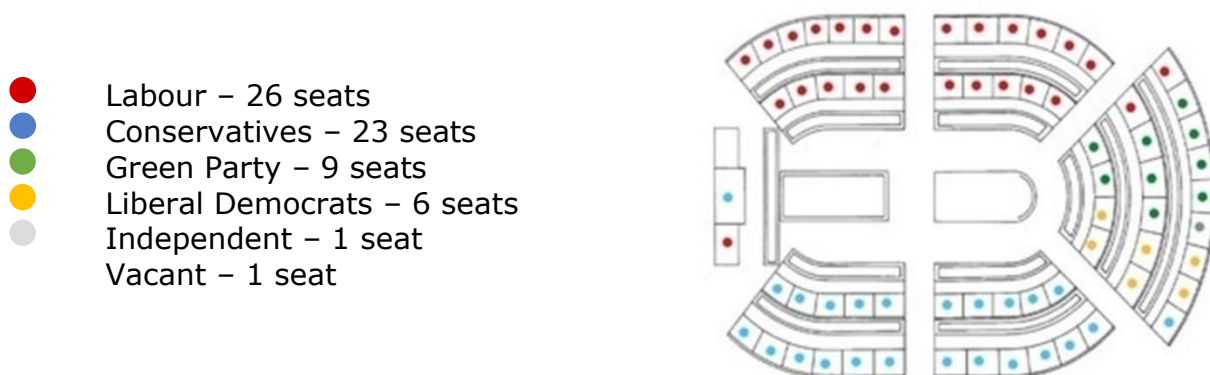 Labour – 26 seats
Conservatives – 23 seats
Green Party – 9 seats
Liberal Democrats – 6 seats
Independent – 1 seat
Vacant – 1 seat